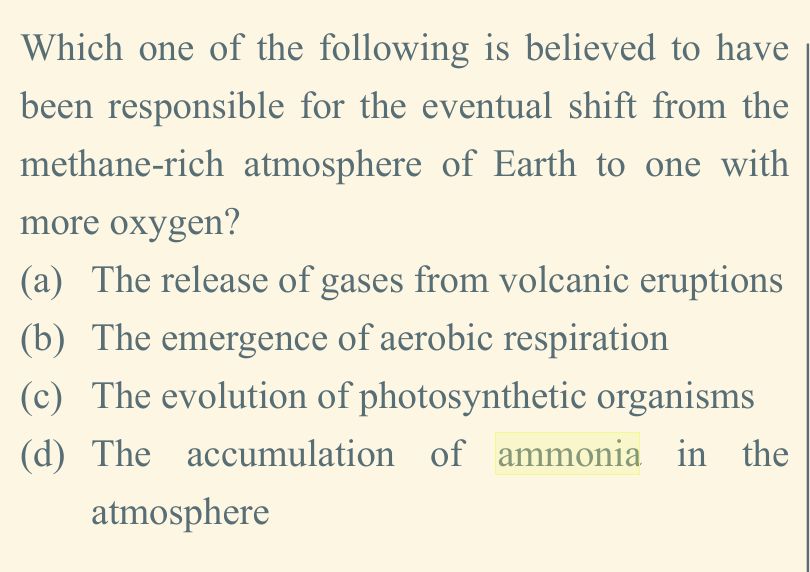 Which one of the following is believed to have
been responsible for the eventual shift from the
methane-rich atmosphere of Earth to one with
more oxygen?
(a) The release of gases from volcanic eruptions
(b) The emergence of aerobic respiration
(c) The evolution of photosynthetic organisms
(d) The accumulation of ammonia in the
atmosphere